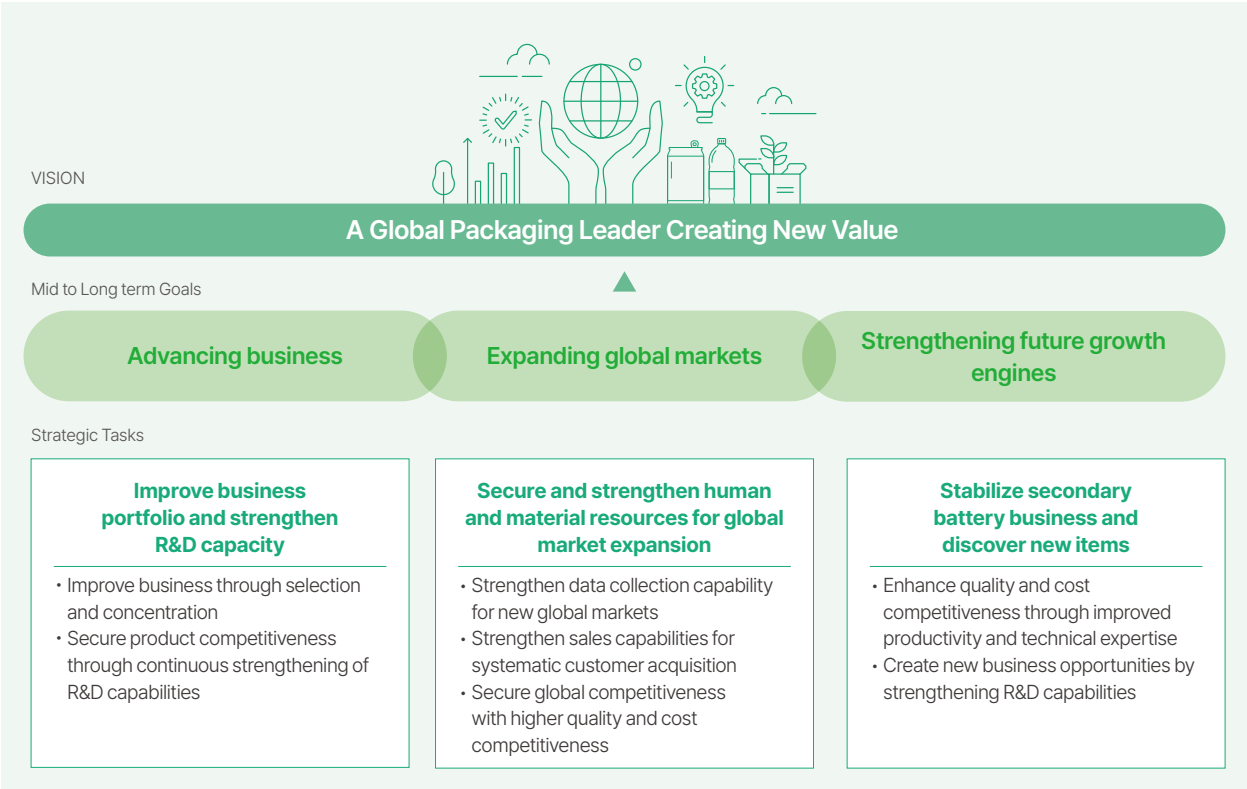 VISION
A Global Packaging Leader Creating New Value
Mid to Long term Goals
Advancing business
Expanding global markets
Strengthening future growth
engines
Strategic Tasks
Improve business
portfolio and strengthen
R&D capacity
• Improve business through selection
and concentration
• Secure product competitiveness
through continuous strengthening of
R&D capabilities
Secure and strengthen human
and material resources for global
market expansion
• Strengthen data collection capability
for new global markets
• Strengthen sales capabilities for
systematic customer acquisition
• Secure global competitiveness
with higher quality and cost
competitiveness
Stabilize secondary
battery business and
discover new items
• Enhance quality and cost
competitiveness through improved
productivity and technical expertise
• Create new business opportunities by
strengthening R&D capabilities